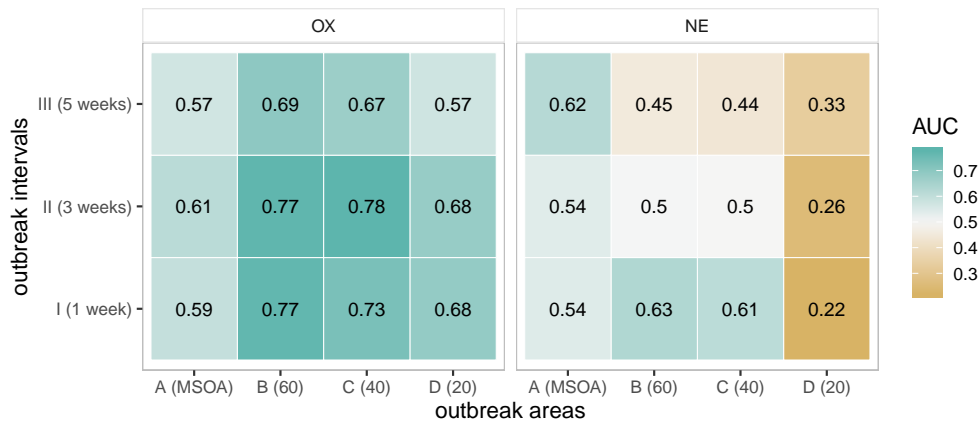 OX NE
III (5 weeks) 0.57 0.69 0.67 0.57 0.62 0.45 0.44 0.33
II (3 weeks) 0.61 0.77 0.78 0.68 0.54 0.5 0.5 0.26
I (1 week) 0.59 0.77 0.73 0.68 0.54 0.63 0.61 0.22
A (MSOA) B (60) C (40) D (20) A (MSOA) B (60) C (40) D (20)
outbreak areas
outbreak intervals
AUC
0.7
0.6
0.5
0.4
0.3